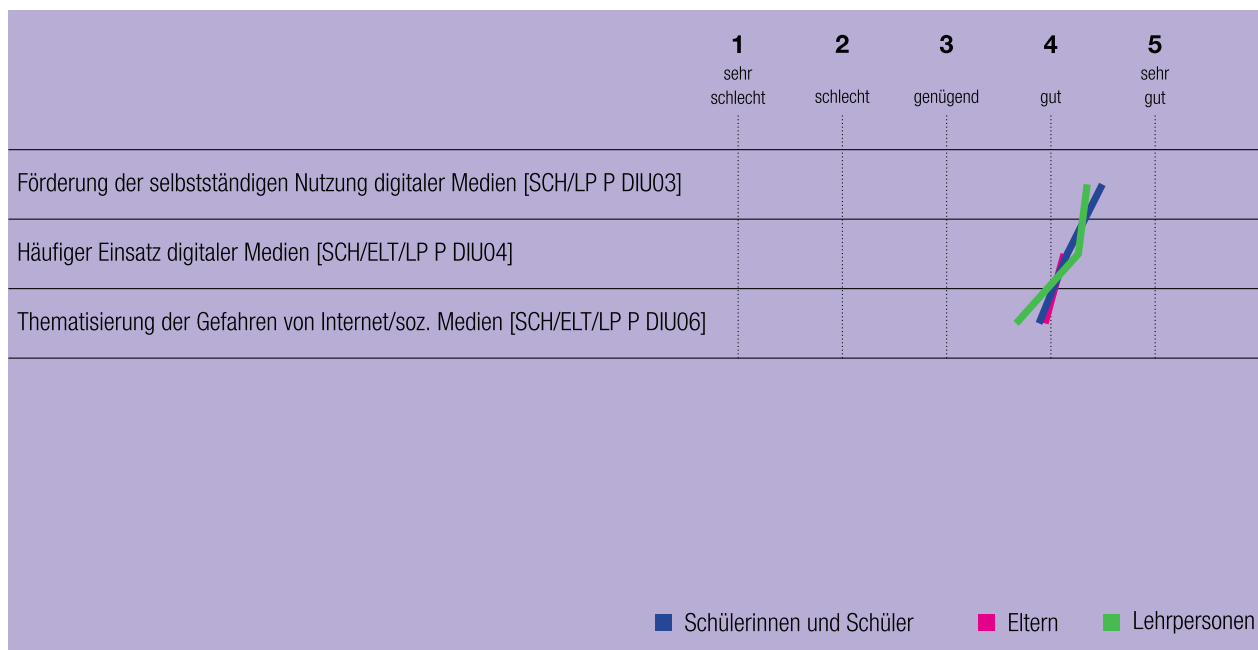 1 2 3 4 5
sehr sehr
schlecht schlecht genügend gut gut
Förderung der selbstständigen Nutzung digitaler Medien [SCH/LP P DIU03]
Häufiger Einsatz digitaler Medien [SCH/ELT/LP P DIU04]
Thematisierung der Gefahren von Internet/soz. Medien [SCH/ELT/LP P DIU06]
Schülerinnen und Schüler Eltern Lehrpersonen